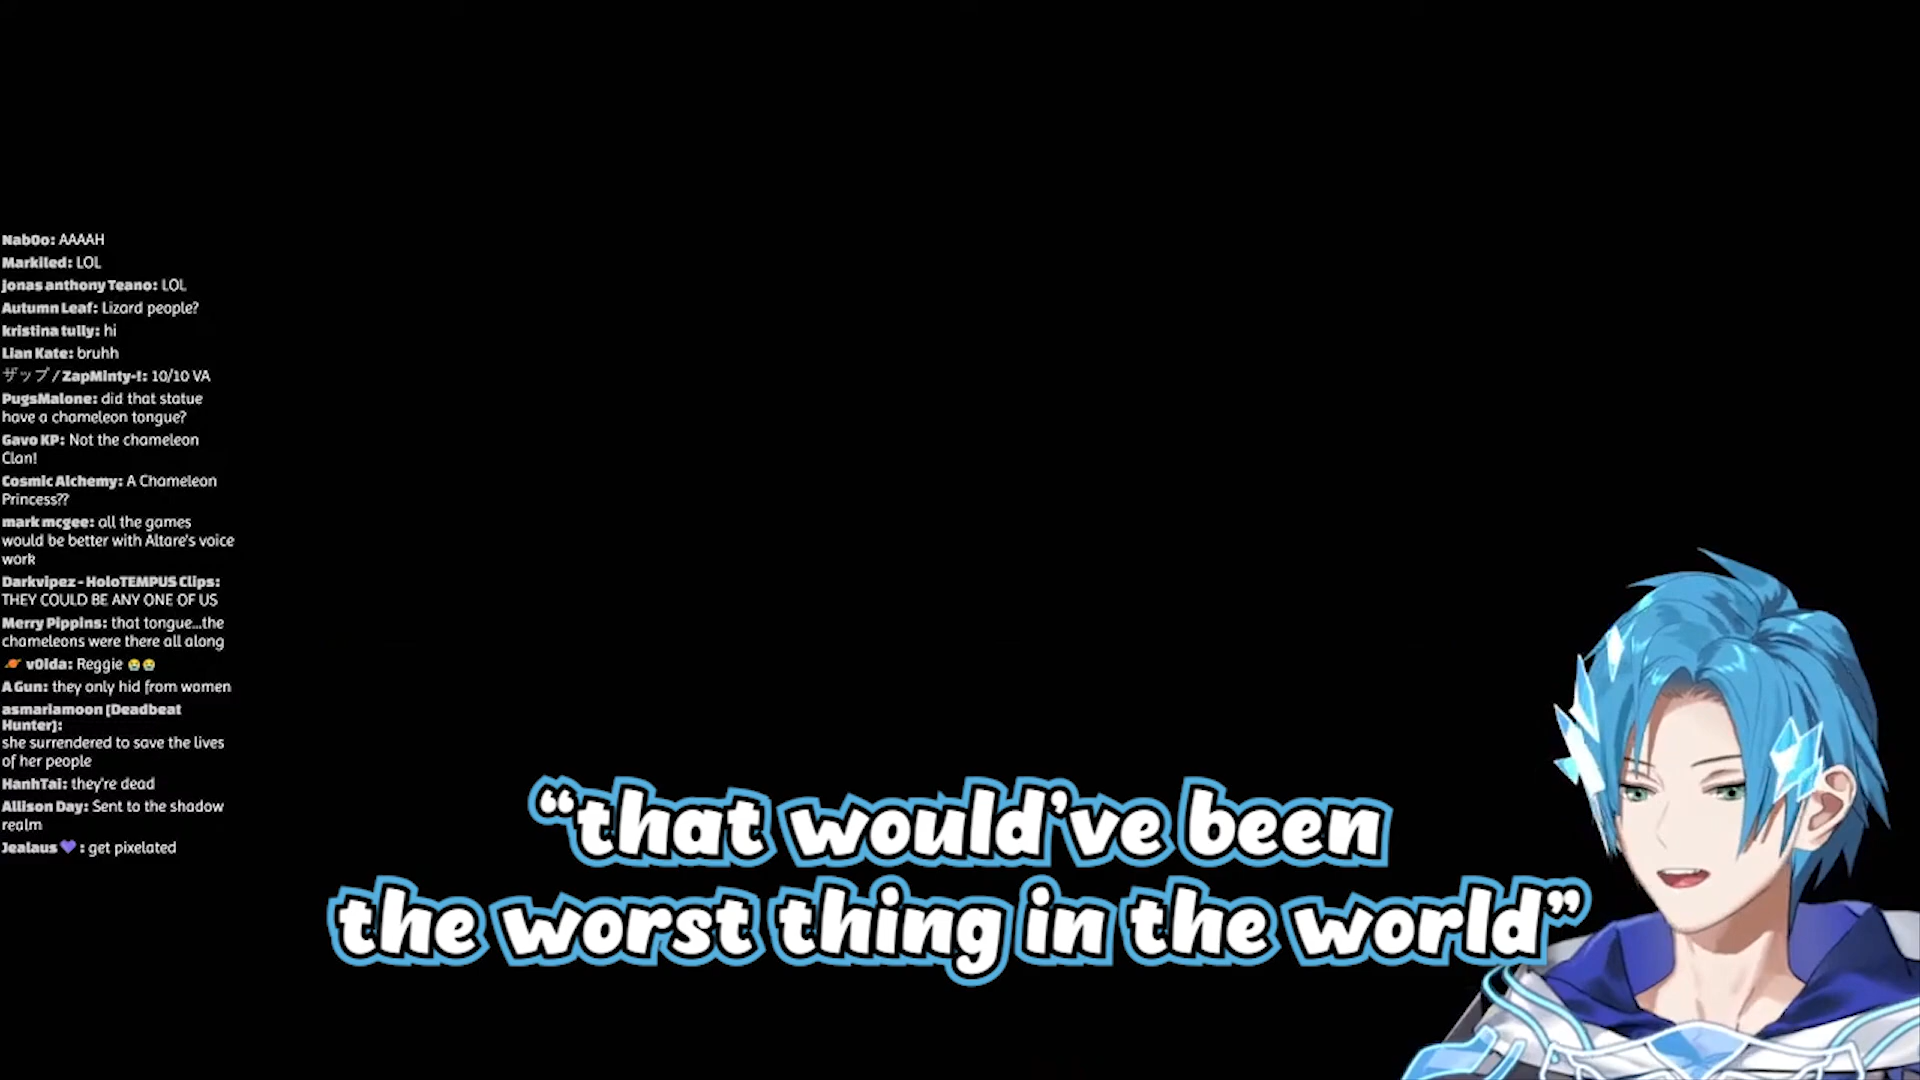 Nab0o: AAAAH
Markiled: LOL
jonas anthony Teano: LOL
Autumn Leaf: Lizard people?
kristina tully: hi
Lian Kate: bruhh
ザップ / ZapMinty-!: 10/10 VA
PugsMalone: did that statue
have a chameleon tongue?
Gavo KP: Not the chameleon
Clan!
Cosmic Alchemy: A Chameleon
Princess??
mark mcgee: all the games
would be better with Altare's voice
work
Darkvipez - HoloTEMPUS Clips:
THEY COULD BE ANY ONE OF US
Merry Pippins: that tongue...the
chameleons were there all along
v0lda: Reggie 😭😭
A Gun: they only hid from women
asmariamoon [Deadbeat
Hunter]:
she surrendered to save the lives
of her people
HanhTai: they're dead
Allison Day: Sent to the shadow
realm
Jealaus 💜 : get pixelated
“that would’ve been
the worst thing in the world”